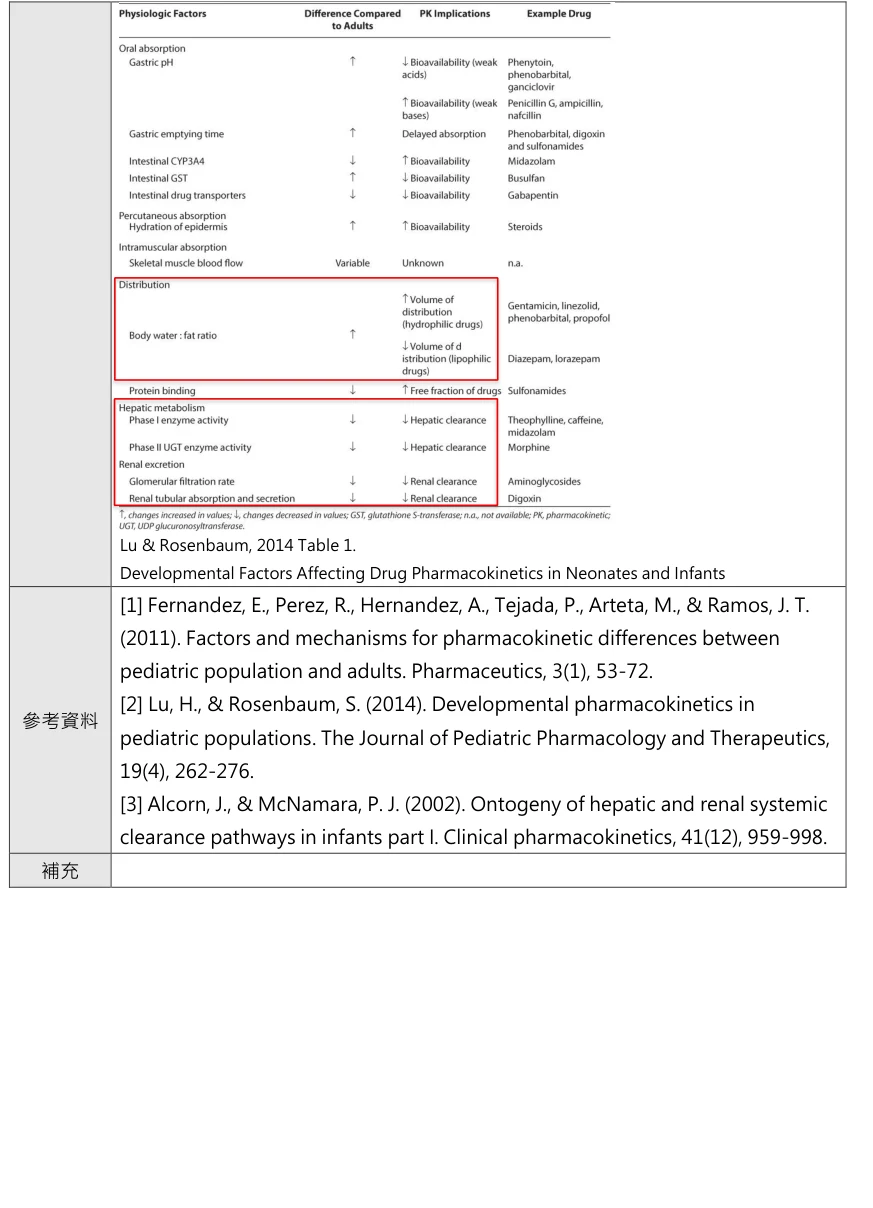 Physiologic Factors Difference Compared to Adults PK Implications Example Drug
Oral absorption
Gastric pH ↑ ↓ Bioavailability (weak acids) Phenytoin, phenobarbital, ganciclovir
↑ Bioavailability (weak bases) Penicillin G, ampicillin, nafcillin
Gastric emptying time ↑ Delayed absorption Phenobarbital, digoxin and sulfonamides
Intestinal CYP3A4 ↓ ↑ Bioavailability Midazolam
Intestinal GST ↑ ↓ Bioavailability Busulfan
Intestinal drug transporters ↓ ↓ Bioavailability Gabapentin
Percutaneous absorption
Hydration of epidermis ↑ ↑ Bioavailability Steroids
Intramuscular absorption
Skeletal muscle blood flow Variable Unknown n.a.
Distribution
Body water : fat ratio ↑ ↑ Volume of distribution (hydrophilic drugs) Gentamicin, linezolid, phenobarbital, propofol
↓ Volume of d istribution (lipophilic drugs) Diazepam, lorazepam
Protein binding ↓ ↑ Free fraction of drugs Sulfonamides
Hepatic metabolism
Phase I enzyme activity ↓ ↓ Hepatic clearance Theophylline, caffeine, midazolam
Phase II UGT enzyme activity ↓ ↓ Hepatic clearance Morphine
Renal excretion
Glomerular filtration rate ↓ ↓ Renal clearance Aminoglycosides
Renal tubular absorption and secretion ↓ ↓ Renal clearance Digoxin
↑, changes increased in values; ↓, changes decreased in values; GST, glutathione S-transferase; n.a., not available; PK, pharmacokinetic;
UGT, UDP glucuronosyltransferase.
Lu & Rosenbaum, 2014 Table 1.
Developmental Factors Affecting Drug Pharmacokinetics in Neonates and Infants
參考資料
[1] Fernandez, E., Perez, R., Hernandez, A., Tejada, P., Arteta, M., & Ramos, J. T.
(2011). Factors and mechanisms for pharmacokinetic differences between
pediatric population and adults. Pharmaceutics, 3(1), 53-72.
[2] Lu, H., & Rosenbaum, S. (2014). Developmental pharmacokinetics in
pediatric populations. The Journal of Pediatric Pharmacology and Therapeutics,
19(4), 262-276.
[3] Alcorn, J., & McNamara, P. J. (2002). Ontogeny of hepatic and renal systemic
clearance pathways in infants part I. Clinical pharmacokinetics, 41(12), 959-998.
補充